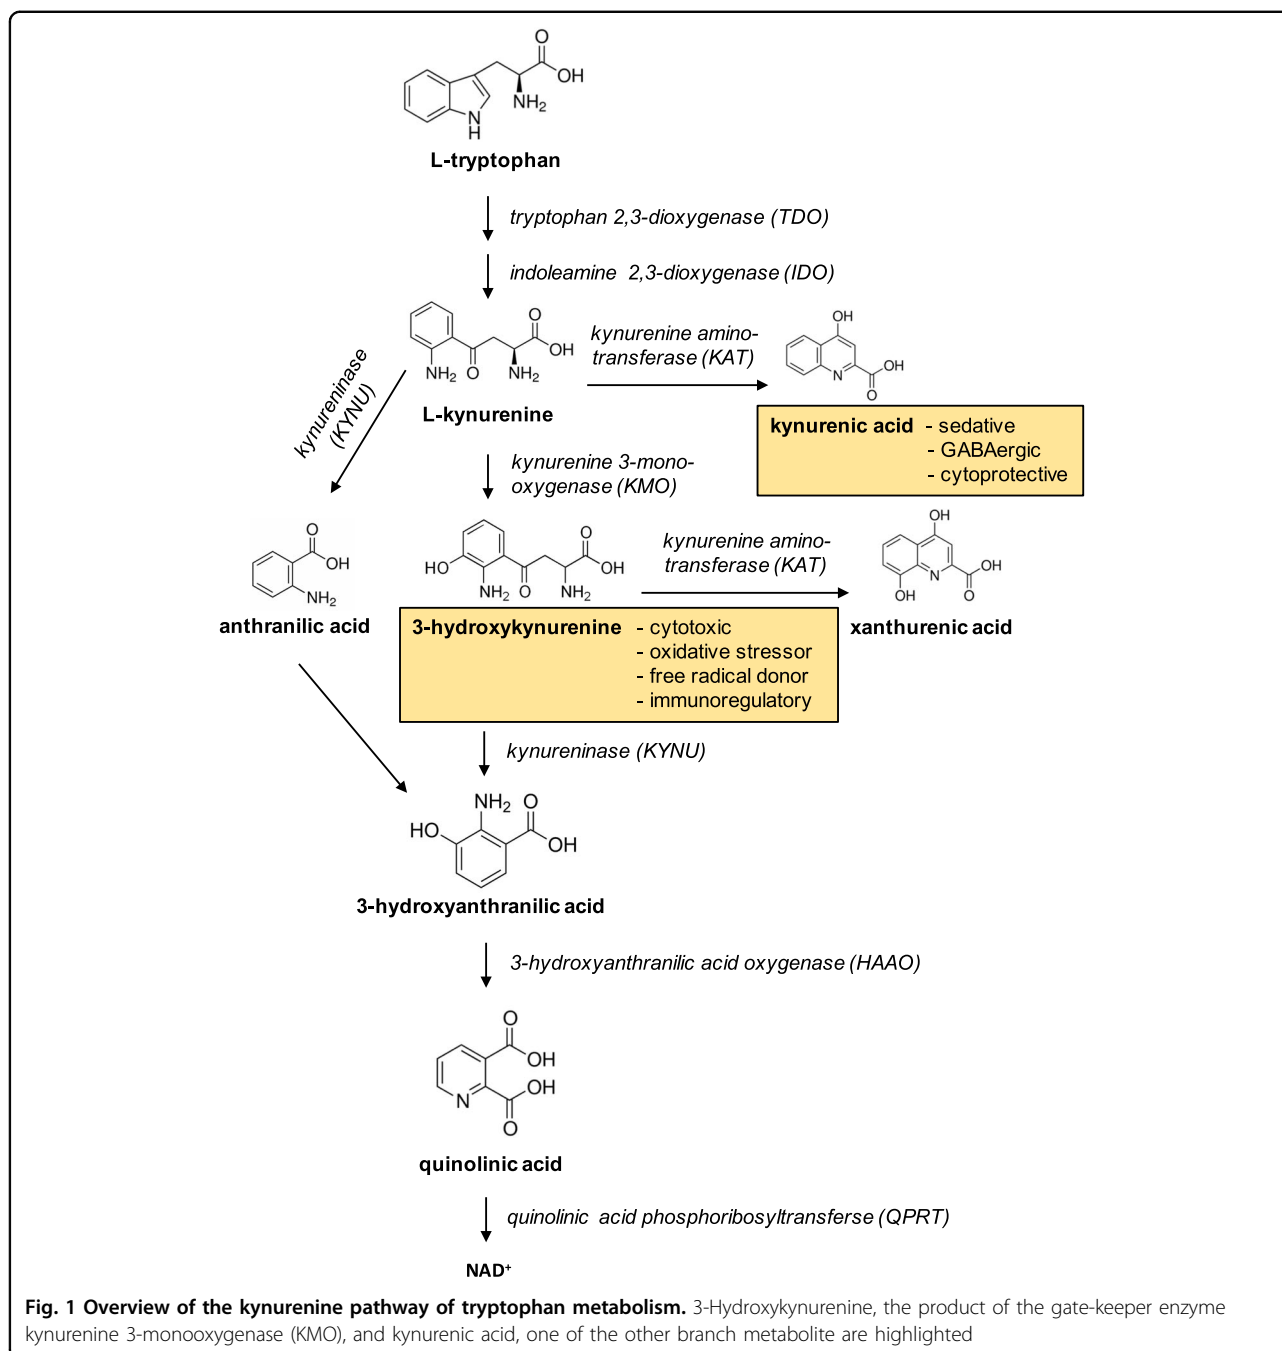 O
OH
NH2
N
H
L-tryptophan
tryptophan 2,3-dioxygenase (TDO)
indoleamine 2,3-dioxygenase (IDO)
O
OH
NH2 O NH2
L-kynurenine
kynurenine amino-
transferase (KAT)
OH
N
OH
O
kynurenic acid - sedative
- GABAergic
- cytoprotective
kynureninase
(KYNU)
kynurenine 3-mono-
oxygenase (KMO)
O
OH
NH2
anthranilic acid
O
HO
OH
NH2 O NH2
3-hydroxykynurenine - cytotoxic
- oxidative stressor
- free radical donor
- immunoregulatory
kynurenine amino-
transferase (KAT)
OH
N
OH
OH O
xanthurenic acid
kynureninase (KYNU)
NH2 O
HO
OH
3-hydroxyanthranilic acid
3-hydroxyanthranilic acid oxygenase (HAAO)
O
OH
OH
N
O
quinolinic acid
quinolinic acid phosphoribosyltransferse (QPRT)
NAD+
Fig. 1 Overview of the kynurenine pathway of tryptophan metabolism. 3-Hydroxykynurenine, the product of the gate-keeper enzyme
kynurenine 3-monooxygenase (KMO), and kynurenic acid, one of the other branch metabolite are highlighted